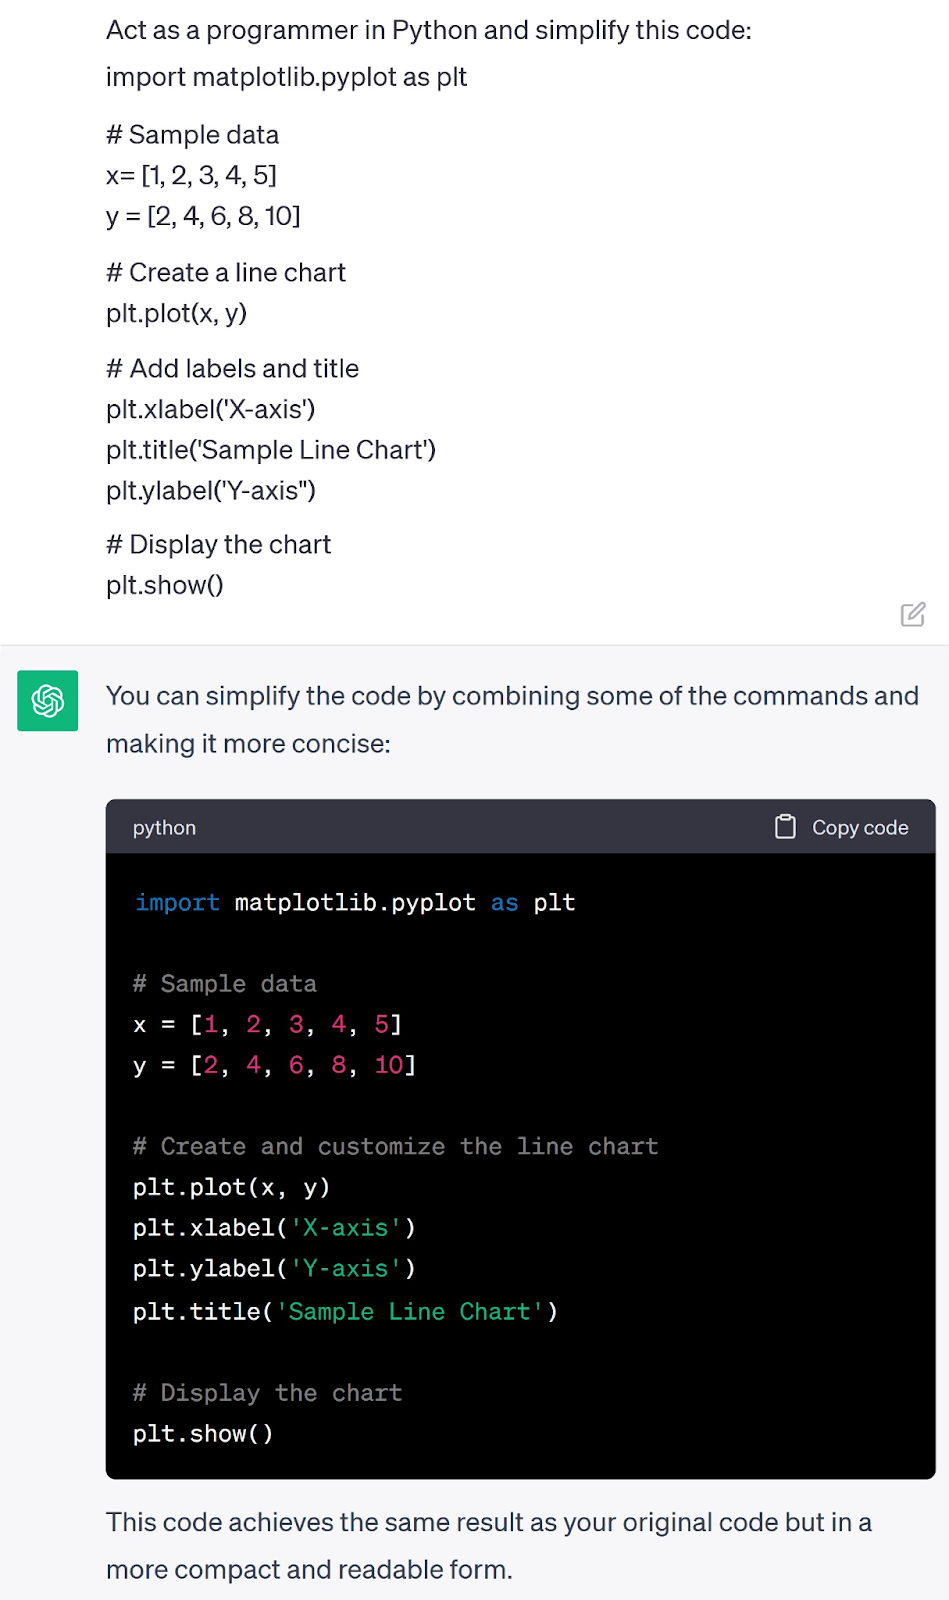 Act as a programmer in Python and simplify this code:
import matplotlib.pyplot as plt
# Sample data
x= [1, 2, 3, 4, 5]
y = [2, 4, 6, 8, 10]
# Create a line chart
plt.plot(x, y)
# Add labels and title
plt.xlabel('X-axis')
plt.title('Sample Line Chart')
plt.ylabel('Y-axis")
# Display the chart
plt.show()
You can simplify the code by combining some of the commands and
making it more concise:
python Copy code
import matplotlib.pyplot as plt
# Sample data
x = [1, 2, 3, 4, 5]
y = [2, 4, 6, 8, 10]
# Create and customize the line chart
plt.plot(x, y)
plt.xlabel('X-axis')
plt.ylabel('Y-axis')
plt.title('Sample Line Chart')
# Display the chart
plt.show()
This code achieves the same result as your original code but in a
more compact and readable form.